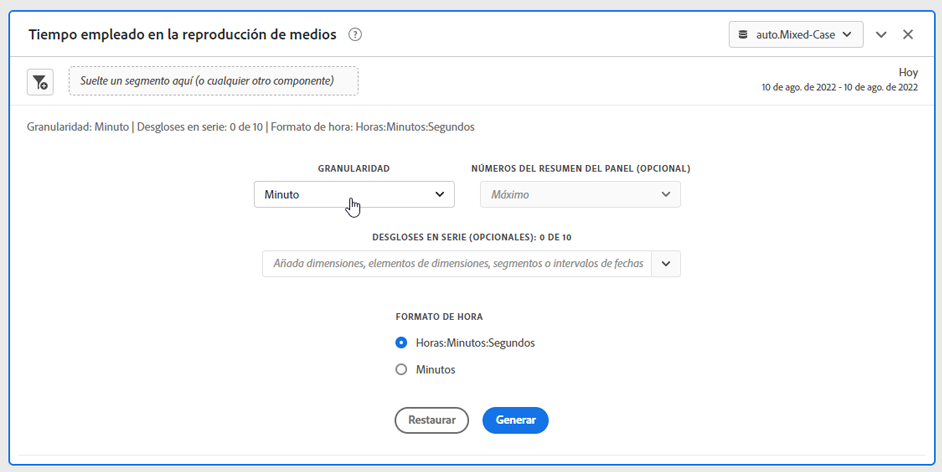 Tiempo empleado en la reproducción de medios ?
auto.Mixed-Case
Suelte un segmento aquí (o cualquier otro componente)
Hoy
10 de ago. de 2022 - 10 de ago. de 2022
Granularidad: Minuto | Desgloses en serie: 0 de 10 | Formato de hora: Horas:Minutos:Segundos
GRANULARIDAD
NÚMEROS DEL RESUMEN DEL PANEL (OPCIONAL)
Minuto
Máximo
DESGLOSES EN SERIE (OPCIONALES): 0 DE 10
Añada dimensiones, elementos de dimensiones, segmentos o intervalos de fechas
FORMATO DE HORA
Horas:Minutos:Segundos
Minutos
Restaurar
Generar